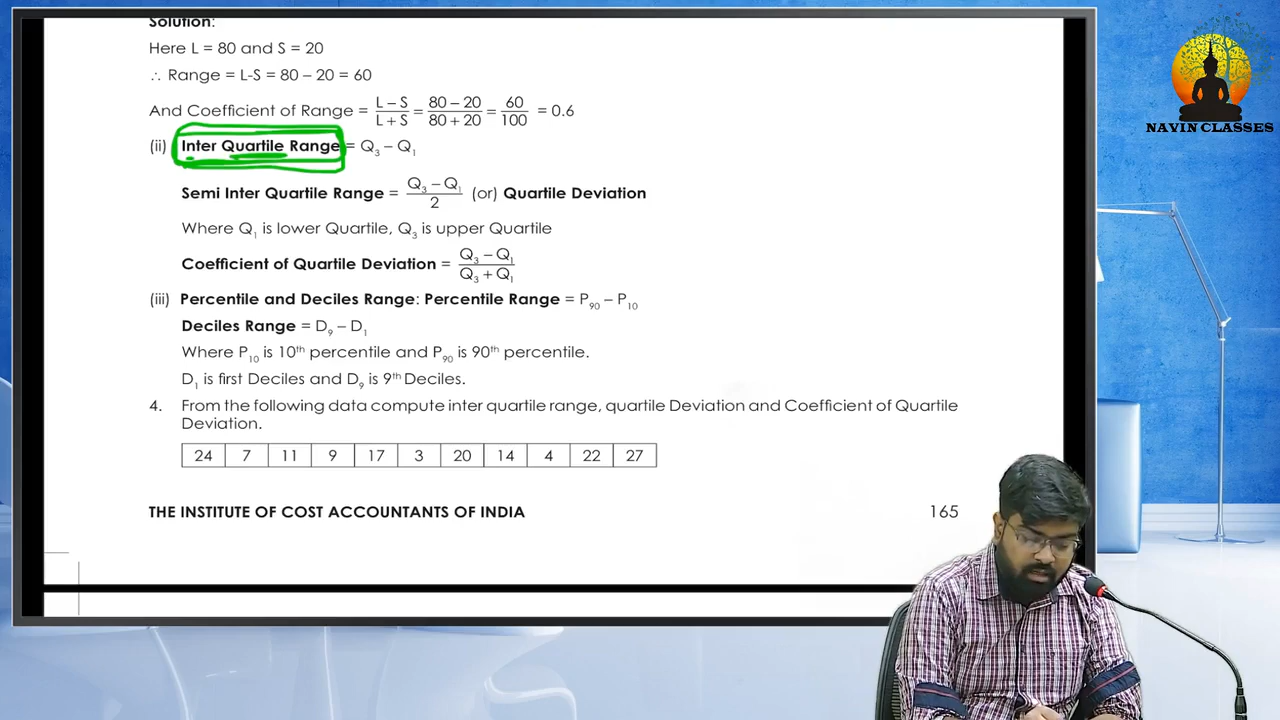 Solution:
Here L = 80 and S = 20
∴ Range = L-S = 80 – 20 = 60
And Coefficient of Range = (L – S)/(L + S) = (80 – 20)/(80 + 20) = 60/100 = 0.6
(ii) Inter Quartile Range = Q₃ – Q₁
Semi Inter Quartile Range = (Q₃ – Q₁)/2 (or) Quartile Deviation
Where Q₁ is lower Quartile, Q₃ is upper Quartile
Coefficient of Quartile Deviation = (Q₃ – Q₁)/(Q₃ + Q₁)
(iii) Percentile and Deciles Range: Percentile Range = P₉₀ – P₁₀
Deciles Range = D₉ – D₁
Where P₁₀ is 10th percentile and P₉₀ is 90th percentile.
D₁ is first Deciles and D₉ is 9th Deciles.
4. From the following data compute inter quartile range, quartile Deviation and Coefficient of Quartile
Deviation.
24 7 11 9 17 3 20 14 4 22 27
THE INSTITUTE OF COST ACCOUNTANTS OF INDIA 165
NAVIN CLASSES